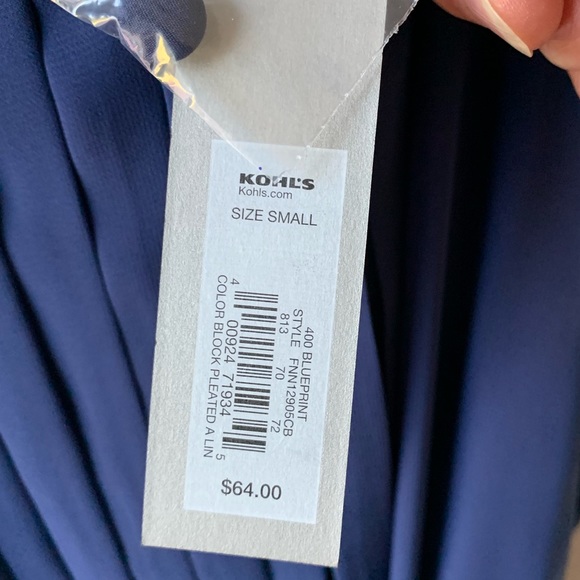 KOHL'S
Kohls.com
SIZE SMALL
400 BLUEPRINT
STYLE FNN12905CB
813 70 72
4 00924 71934 5
COLOR BLOCK PLEATED A LIN
$64.00